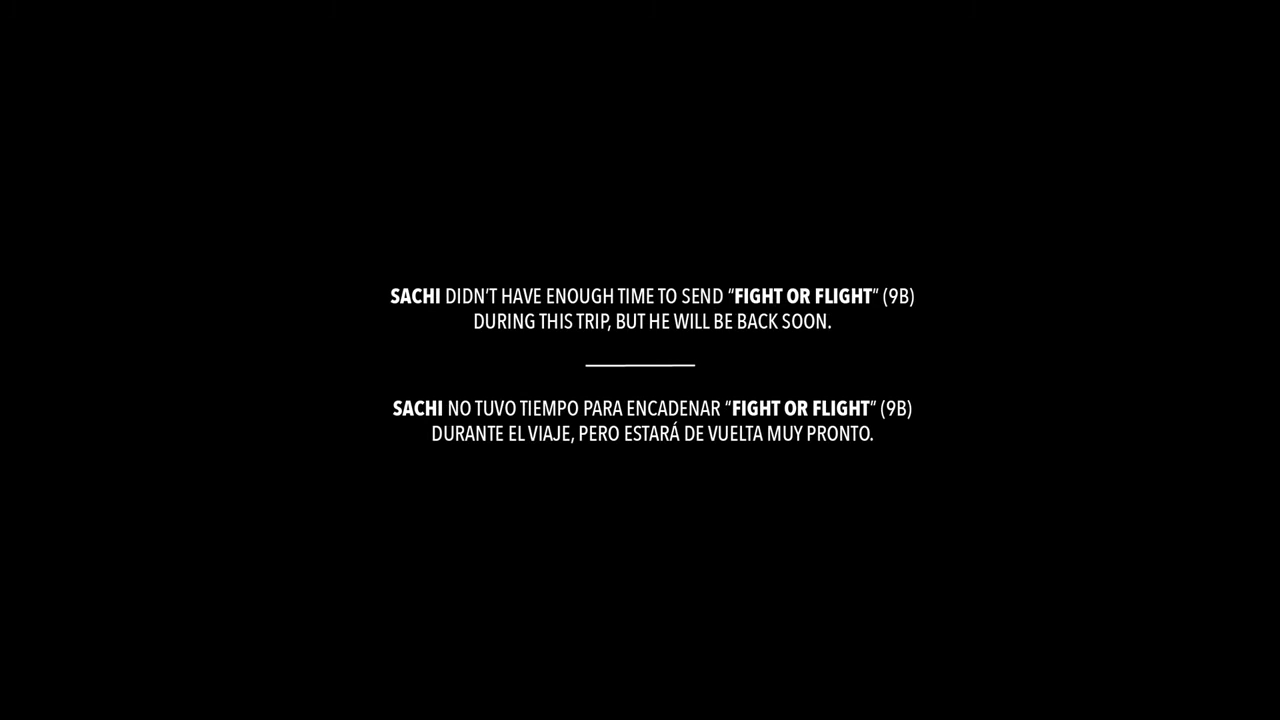 SACHI DIDN'T HAVE ENOUGH TIME TO SEND “FIGHT OR FLIGHT” (9B)
DURING THIS TRIP, BUT HE WILL BE BACK SOON.
SACHI NO TUVO TIEMPO PARA ENCADENAR “FIGHT OR FLIGHT” (9B)
DURANTE EL VIAJE, PERO ESTARÁ DE VUELTA MUY PRONTO.